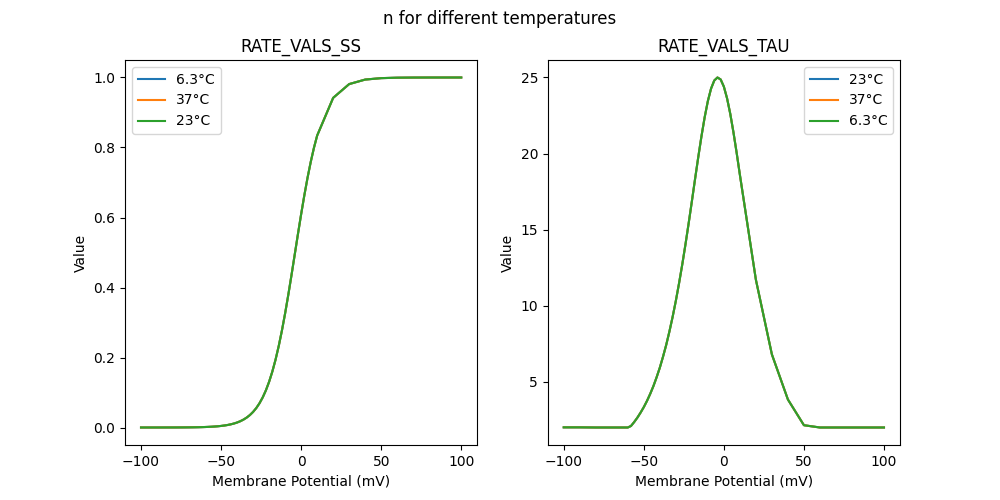 n for different temperatures
RATE_VALS_SS
1.0
0.8
0.6
0.4
0.2
0.0
Value
6.3°C
37°C
23°C
−100
−50
0
50
100
Membrane Potential (mV)
RATE_VALS_TAU
25
20
15
10
5
Value
23°C
37°C
6.3°C
−100
−50
0
50
100
Membrane Potential (mV)